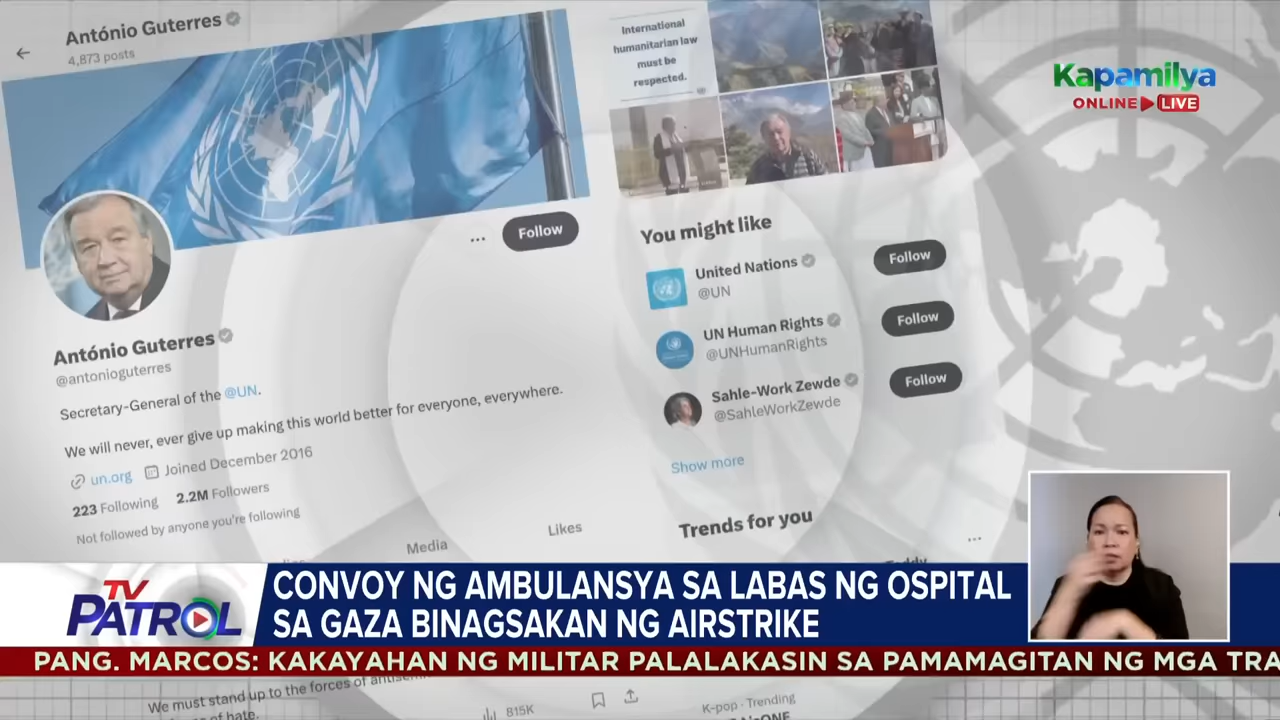 António Guterres
4,873 posts
International
humanitarian law
must be
respected.
Kapamilya
ONLINE LIVE
Follow
You might like
United Nations
@UN
Follow
UN Human Rights
@UNHumanRights
Follow
Sahle-Work Zewde
@SahleWorkZewde
Follow
Show more
António Guterres
@antonioguterres
Secretary-General of the @UN.
We will never, ever give up making this world better for everyone, everywhere.
un.org Joined December 2016
223 Following 2.2M Followers
Not followed by anyone you're following
Media
Likes
Trends for you
TV
PATROL
CONVOY NG AMBULANSYA SA LABAS NG OSPITAL
SA GAZA BINAGSAKAN NG AIRSTRIKE
PANG. MARCOS: KAKAYAHAN NG MILITAR PALALAKASIN SA PAMAMAGITAN NG MGA TRA
We must stand up to the forces of
of hate.
815K
K-pop · Trending